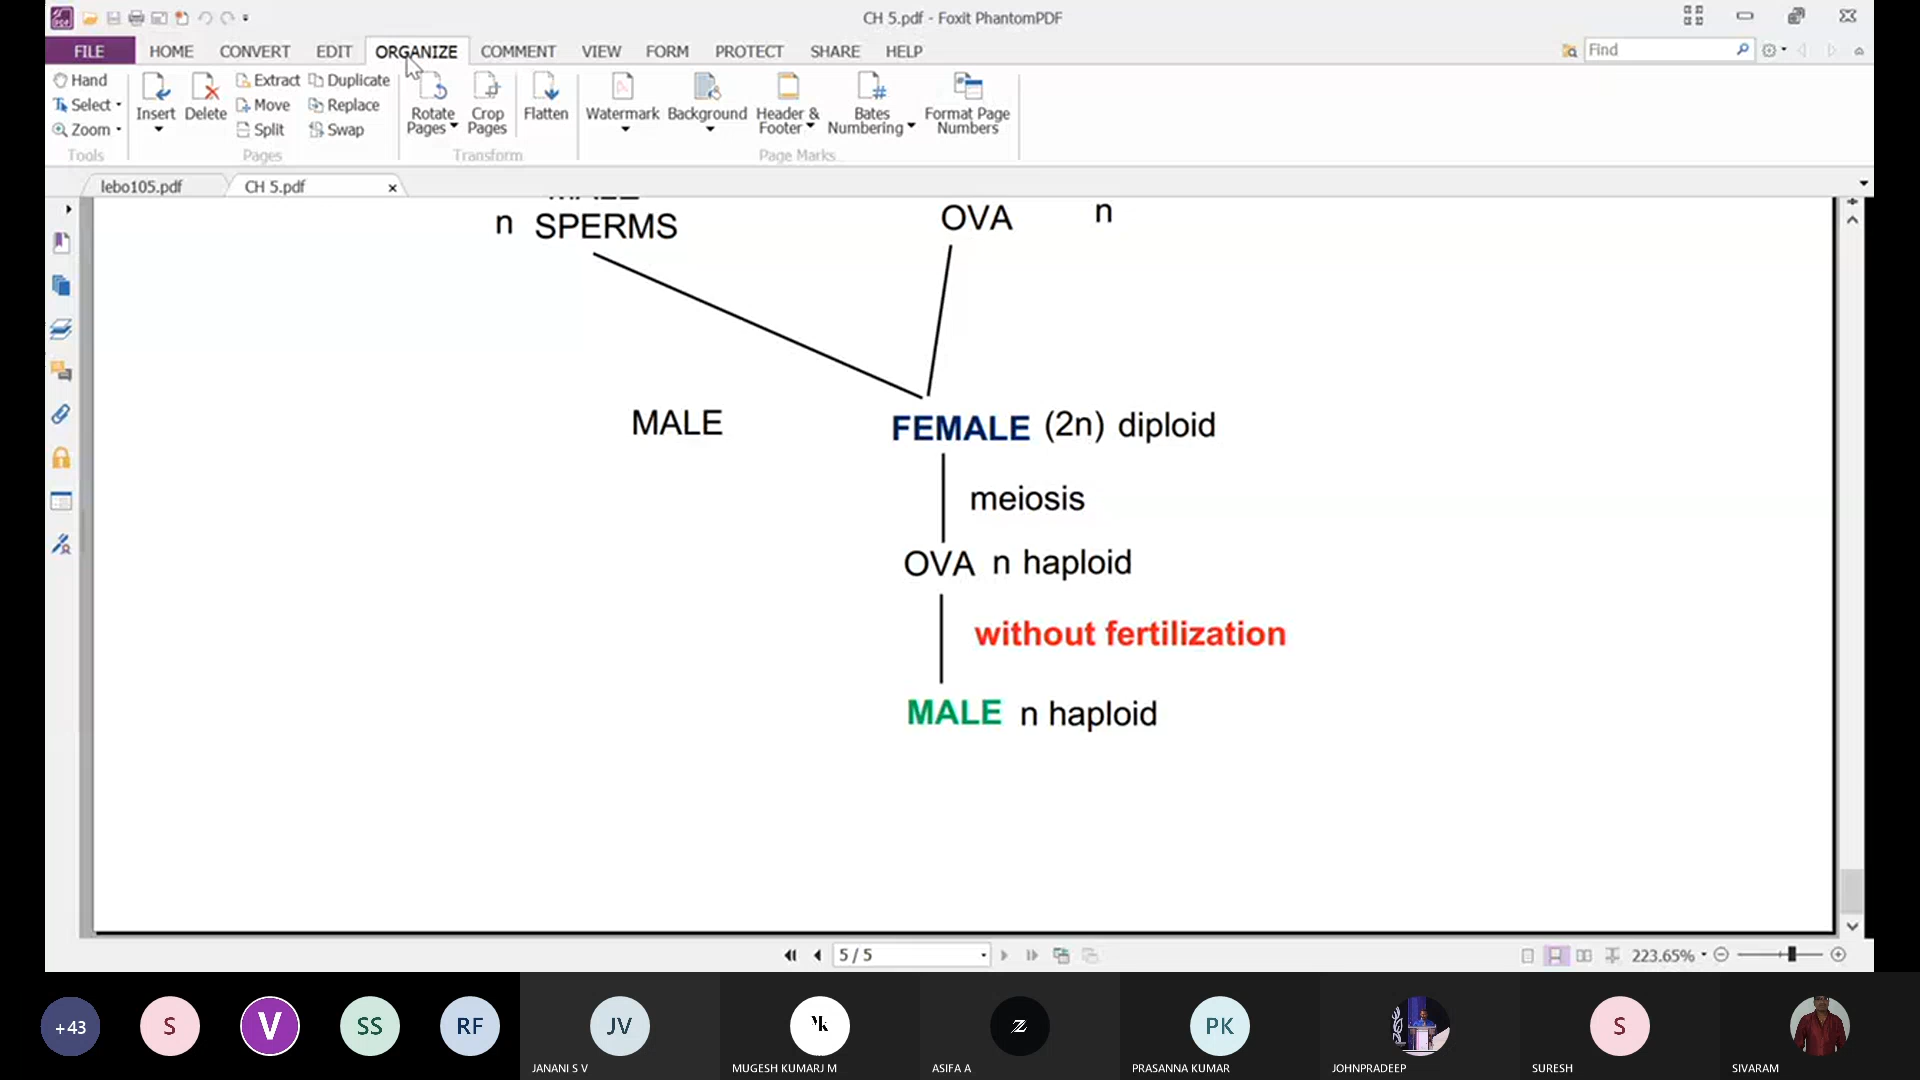 CH 5.pdf - Foxit PhantomPDF
FILE HOME CONVERT EDIT ORGANIZE COMMENT VIEW FORM PROTECT SHARE HELP Find
Hand Select Zoom Tools
Insert Delete Extract Move Split Duplicate Replace Swap Pages
Rotate Pages Crop Pages Flatten Transform
Watermark Background Header & Footer Bates Numbering Format Page Numbers Page Marks
lebo105.pdf CH 5.pdf
n SPERMS OVA n
MALE FEMALE (2n) diploid
meiosis
OVA n haploid
without fertilization
MALE n haploid
5 / 5 223.65%
+43 S V SS RF JV PK S
JANANI S V MUGESH KUMARJ M ASIFA A PRASANNA KUMAR JOHNPRADEEP SURESH SIVARAM